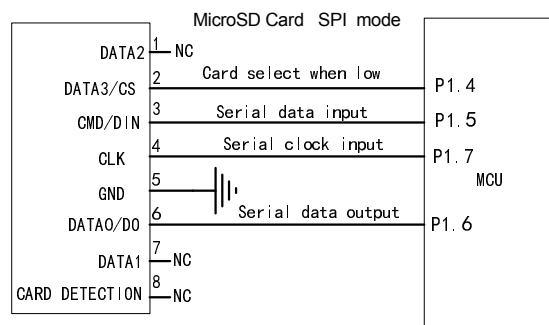 MicroSD Card SPI mode
DATA2 1 NC
DATA3/CS 2 Card select when low P1.4
CMD/DIN 3 Serial data input P1.5
CLK 4 Serial clock input P1.7
MCU
GND 5
DATA0/DO 6 Serial data output P1.6
DATA1 7 NC
CARD DETECTION 8 NC